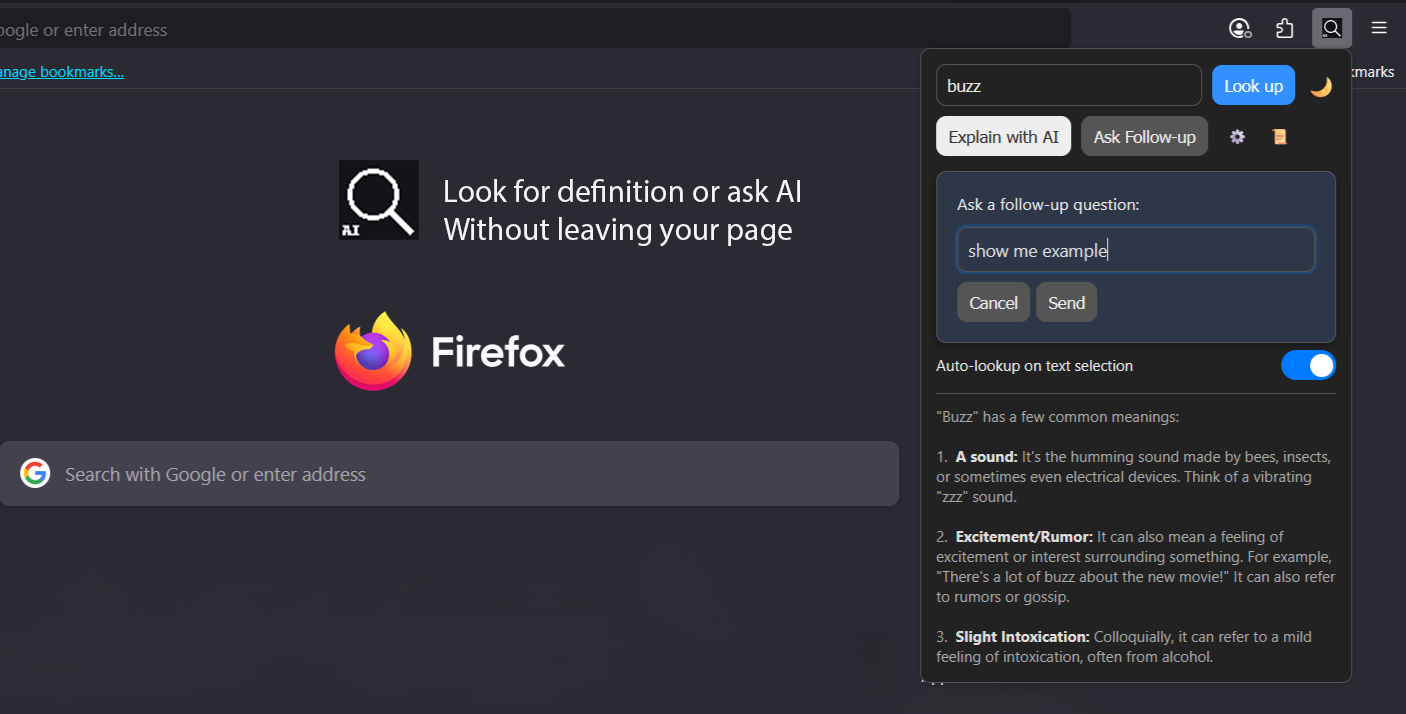 oogle or enter address
anage bookmarks...
kmarks
buzz
Look up
Explain with AI
Ask Follow-up
Ask a follow-up question:
show me example
Cancel
Send
Auto-lookup on text selection
"Buzz" has a few common meanings:
1. A sound: It's the humming sound made by bees, insects,
or sometimes even electrical devices. Think of a vibrating
"zzz" sound.
2. Excitement/Rumor: It can also mean a feeling of
excitement or interest surrounding something. For example,
"There's a lot of buzz about the new movie!" It can also refer
to rumors or gossip.
3. Slight Intoxication: Colloquially, it can refer to a mild
feeling of intoxication, often from alcohol.
AI
Look for definition or ask AI
Without leaving your page
Firefox
G
Search with Google or enter address